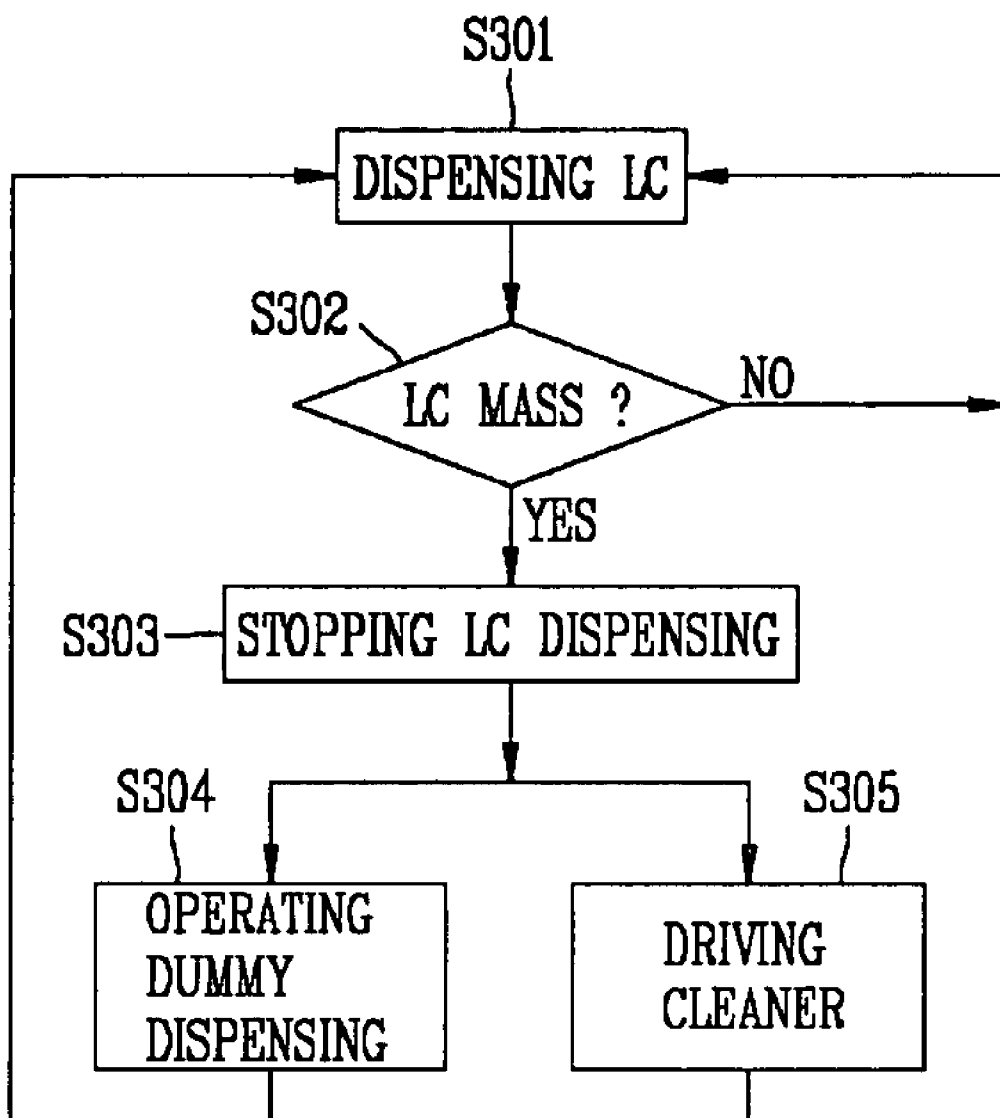 S301
DISPENSING LC
S302
LC MASS ?
NO
YES
S303
STOPPING LC DISPENSING
S304
S305
OPERATING
DUMMY
DISPENSING
DRIVING
CLEANER